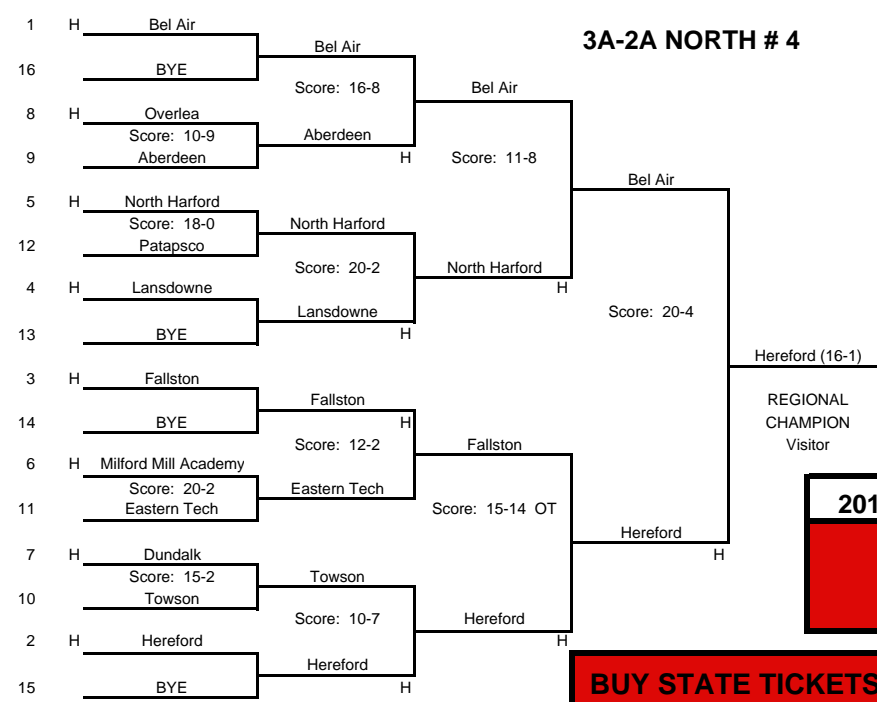 3A-2A NORTH # 4
1 H Bel Air
Bel Air
16 BYE
Score: 16-8
Bel Air
8 H Overlea
Score: 10-9
Aberdeen
9 Aberdeen
H
Score: 11-8
Bel Air
5 H North Harford
Score: 18-0
North Harford
12 Patapsco
Score: 20-2
North Harford
H
4 H Lansdowne
Lansdowne
13 BYE
H
Score: 20-4
Hereford (16-1)
REGIONAL
CHAMPION
Visitor
3 H Fallston
Fallston
14 BYE
H
Score: 12-2
Fallston
6 H Milford Mill Academy
Score: 20-2
Eastern Tech
11 Eastern Tech
Score: 15-14 OT
Hereford
H
7 H Dundalk
Score: 15-2
Towson
10 Towson
Score: 10-7
Hereford
H
2 H Hereford
Hereford
15 BYE
H
201
BUY STATE TICKETS